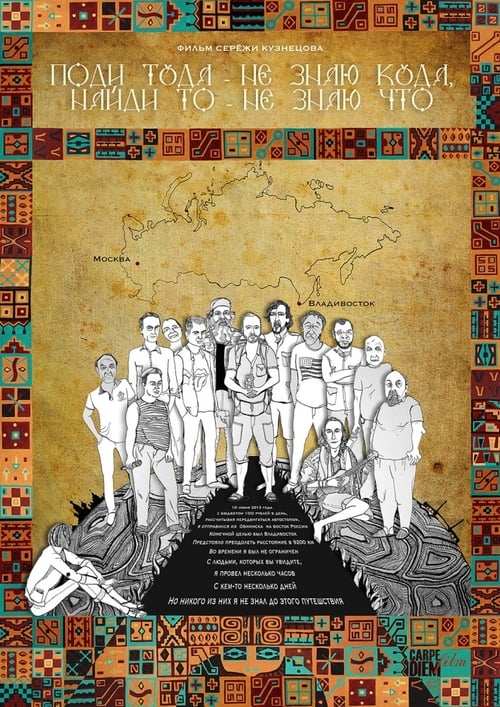 ФИЛЬМ СЕРЁЖИ КУЗНЕЦОВА
ПОДИ ТУДА - НЕ ЗНАЮ КУДА,
НАЙДИ ТО - НЕ ЗНАЮ ЧТО
МОСКВА
ВЛАДИВОСТОК
10 ИЮНЯ 2013 ГОДА
С БЮДЖЕТОМ 100 РУБЛЕЙ В ДЕНЬ,
РАССЧИТЫВАЯ ПЕРЕДВИГАТЬСЯ АВТОСТОПОМ,
Я ОТПРАВИЛСЯ ИЗ ОБНИНСКА НА ВОСТОК РОССИИ
КОНЕЧНОЙ ЦЕЛЬЮ БЫЛ ВЛАДИВОСТОК.
ПРЕДСТОЯЛО ПРЕОДОЛЕТЬ РАССТОЯНИЕ В 9200 КМ
ВО ВРЕМЕНИ Я БЫЛ НЕ ОГРАНИЧЕН
С ЛЮДЬМИ, КОТОРЫХ ВЫ УВИДИТЕ,
Я ПРОВЕЛ НЕСКОЛЬКО ЧАСОВ
С КЕМ-ТО НЕСКОЛЬКО ДНЕЙ
НО НИКОГО ИЗ НИХ Я НЕ ЗНАЛ ДО ЭТОГО ПУТЕШЕСТВИЯ
CARPE
DIEM film